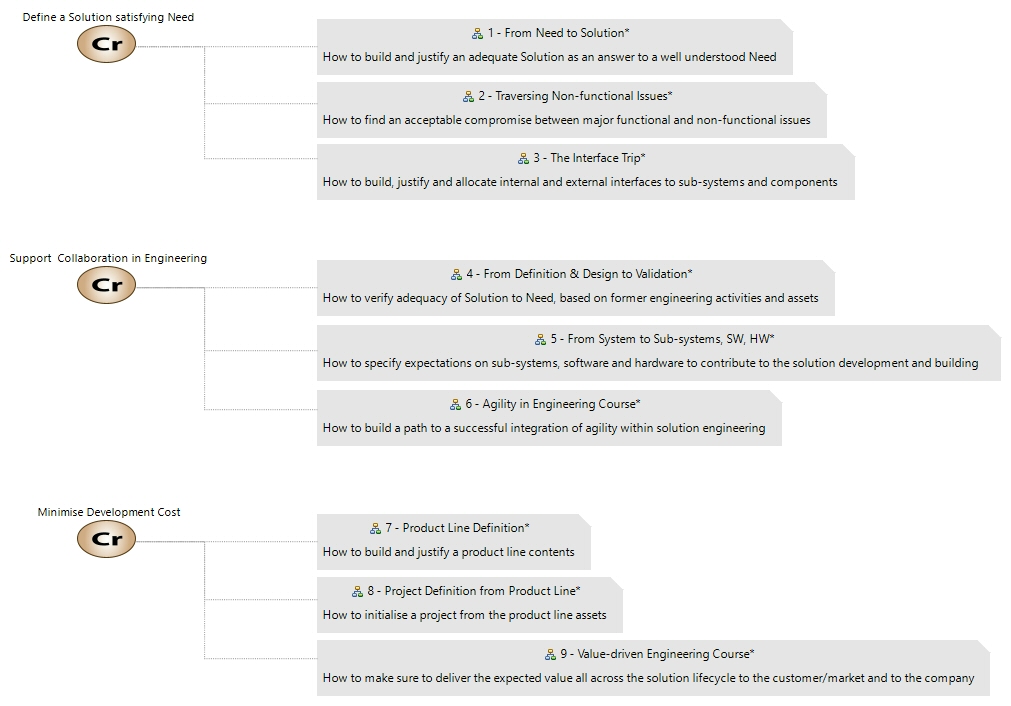 Define a Solution satisfying Need
Cr
1 - From Need to Solution*
How to build and justify an adequate Solution as an answer to a well understood Need
2 - Traversing Non-functional Issues*
How to find an acceptable compromise between major functional and non-functional issues
3 - The Interface Trip*
How to build, justify and allocate internal and external interfaces to sub-systems and components
Support  Collaboration in Engineering
Cr
4 - From Definition & Design to Validation*
How to verify adequacy of Solution to Need, based on former engineering activities and assets
5 - From System to Sub-systems, SW, HW*
How to specify expectations on sub-systems, software and hardware to contribute to the solution development and building
6 - Agility in Engineering Course*
How to build a path to a successful integration of agility within solution engineering
Minimise Development Cost
Cr
7 - Product Line Definition*
How to build and justify a product line contents
8 - Project Definition from Product Line*
How to initialise a project from the product line assets
9 - Value-driven Engineering Course*
How to make sure to deliver the expected value all across the solution lifecycle to the customer/market and to the company